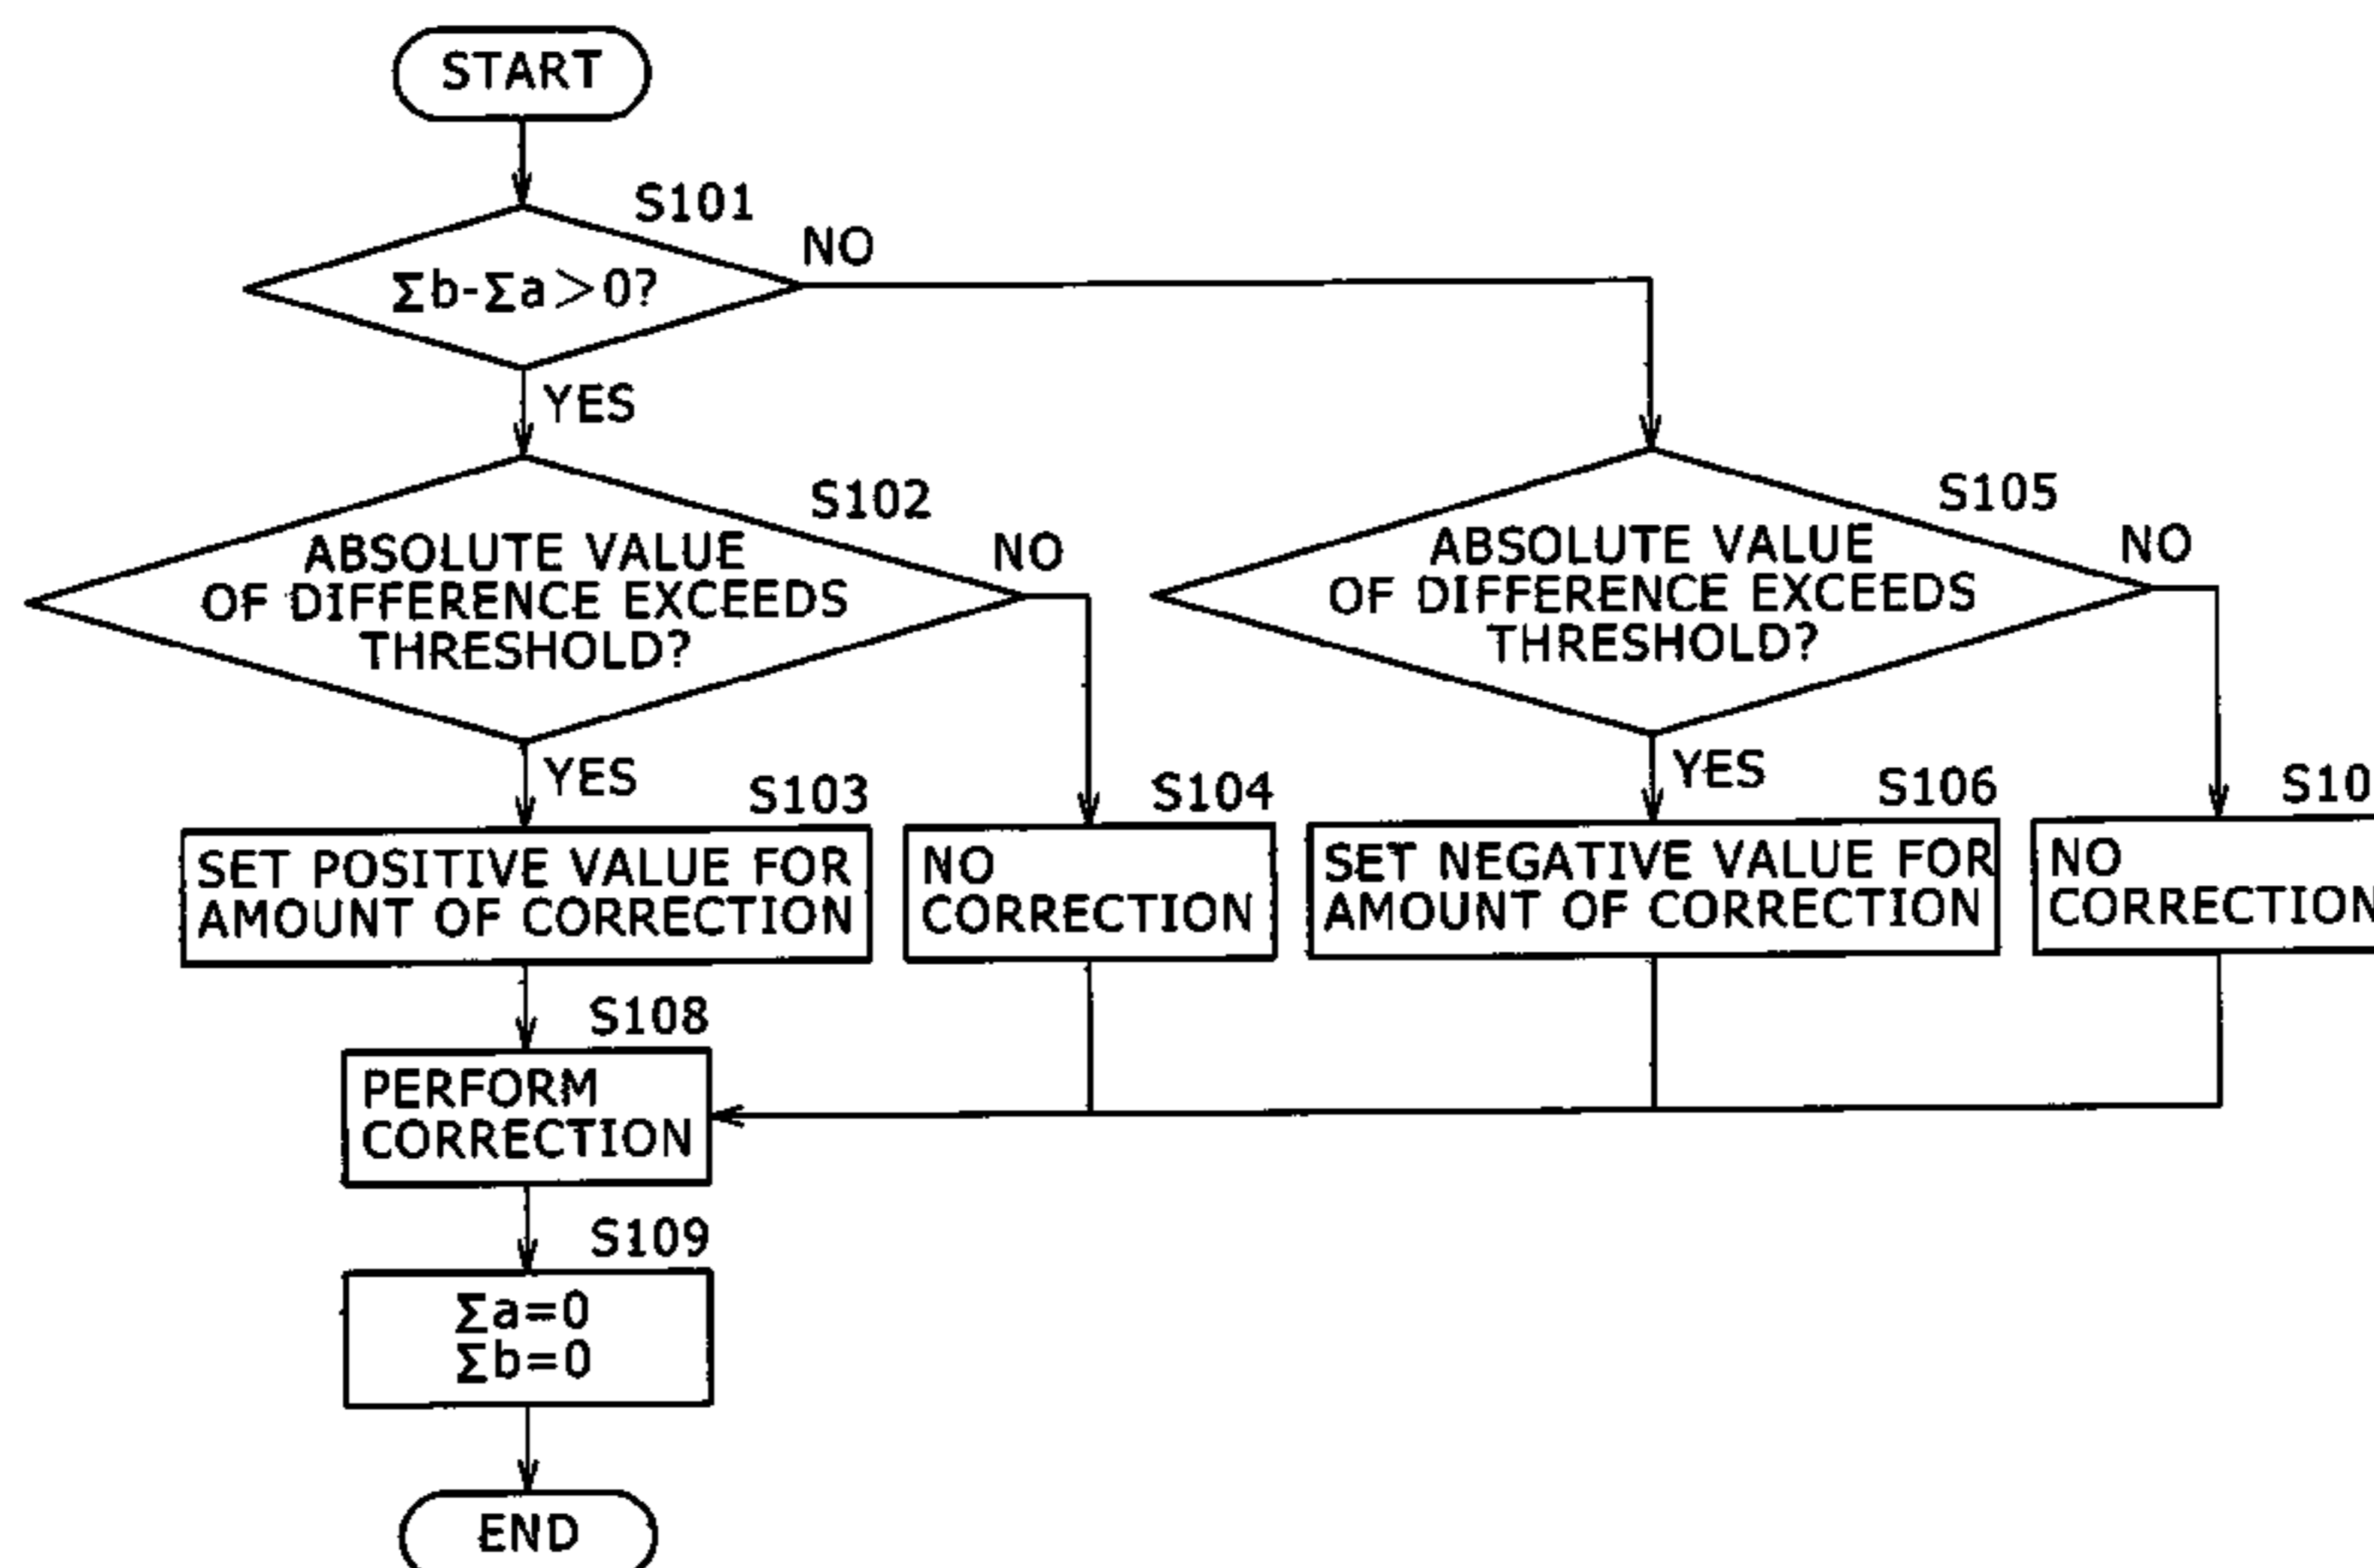 START
S101
Σb-Σa>0?
NO
YES
S102
ABSOLUTE VALUE
OF DIFFERENCE EXCEEDS
THRESHOLD?
NO
YES
S105
ABSOLUTE VALUE
OF DIFFERENCE EXCEEDS
THRESHOLD?
NO
YES
S103
SET POSITIVE VALUE FOR
AMOUNT OF CORRECTION
S104
NO
CORRECTION
S106
SET NEGATIVE VALUE FOR
AMOUNT OF CORRECTION
S10
NO
CORRECTION
S108
PERFORM
CORRECTION
S109
Σa=0
Σb=0
END